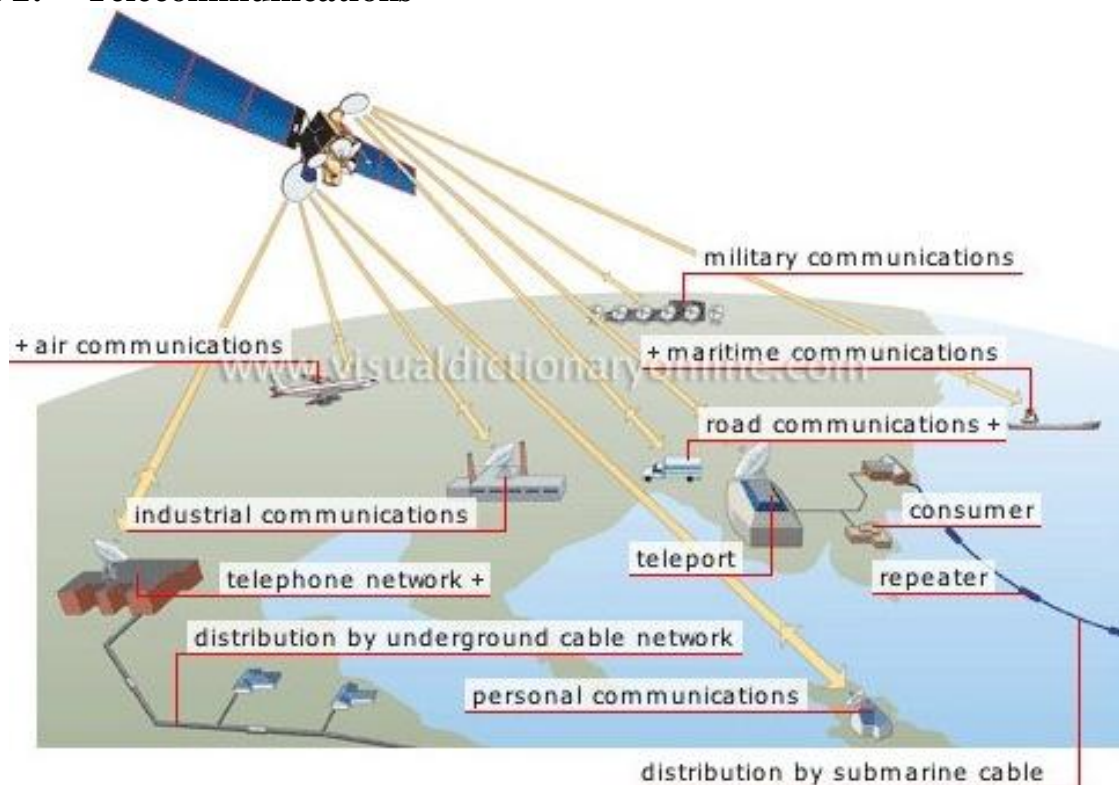 Telecommunications
military communications
+ air communications
+ maritime communications
www.visualdictionaryonline.com
road communications +
industrial communications
consumer
teleport
telephone network +
repeater
distribution by underground cable network
personal communications
distribution by submarine cable